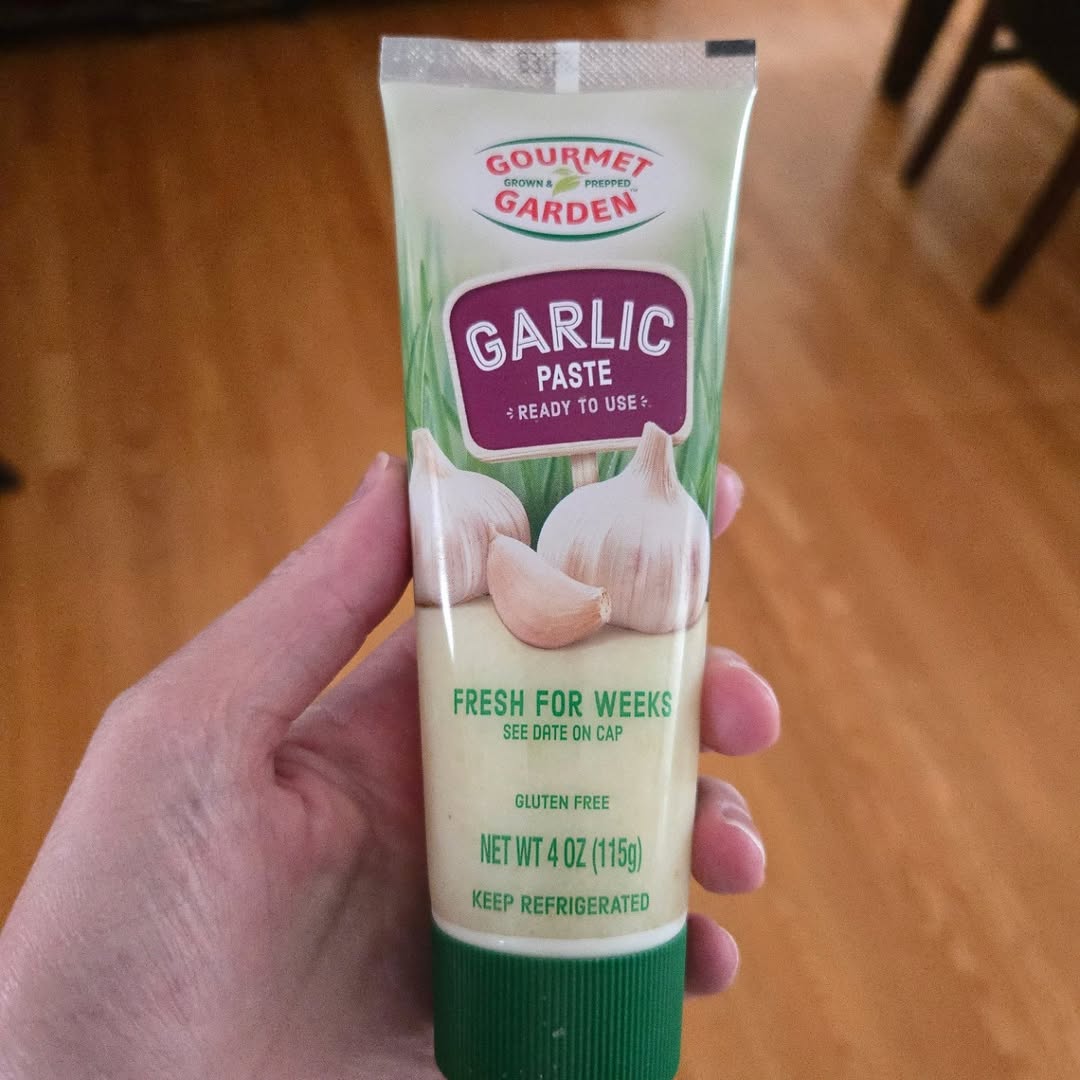 GOURMET
GROWN & PREPPED™
GARDEN
GARLIC
PASTE
READY TO USE
FRESH FOR WEEKS
SEE DATE ON CAP
GLUTEN FREE
NET WT 4 OZ (115g)
KEEP REFRIGERATED